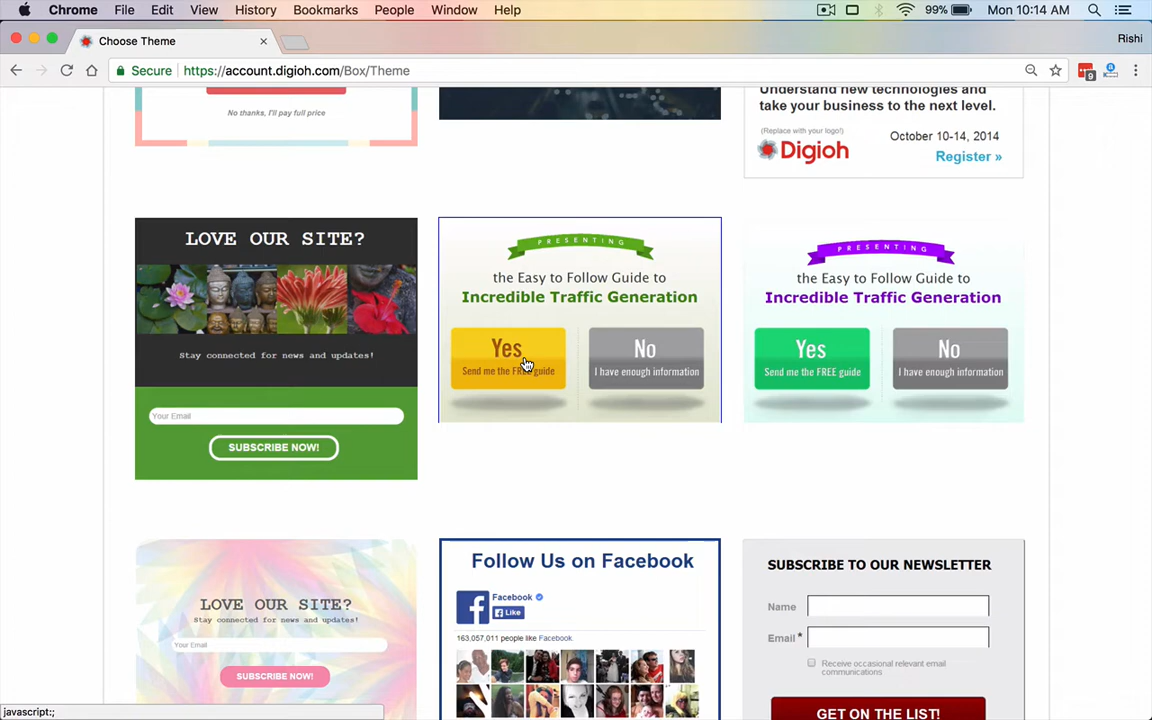 Chrome File Edit View History Bookmarks People Window Help 99% Mon 10:14 AM
Choose Theme
Rishi
Secure https://account.digioh.com/Box/Theme
9
No thanks, I'll pay full price
Understand new technologies and
take your business to the next level.
(Replace with your logo!)
Digioh
October 10-14, 2014
Register »
LOVE OUR SITE?
Stay connected for news and updates!
Your Email
SUBSCRIBE NOW!
PRESENTING
the Easy to Follow Guide to
Incredible Traffic Generation
Yes
Send me the FREE guide
No
I have enough information
PRESENTING
the Easy to Follow Guide to
Incredible Traffic Generation
Yes
Send me the FREE guide
No
I have enough information
LOVE OUR SITE?
Stay connected for news and updates!
Your Email
SUBSCRIBE NOW!
Follow Us on Facebook
Facebook
Like
163,057,011 people like Facebook.
SUBSCRIBE TO OUR NEWSLETTER
Name
Email *
Receive occasional relevant email
communications
GET ON THE LIST!
javascript:;